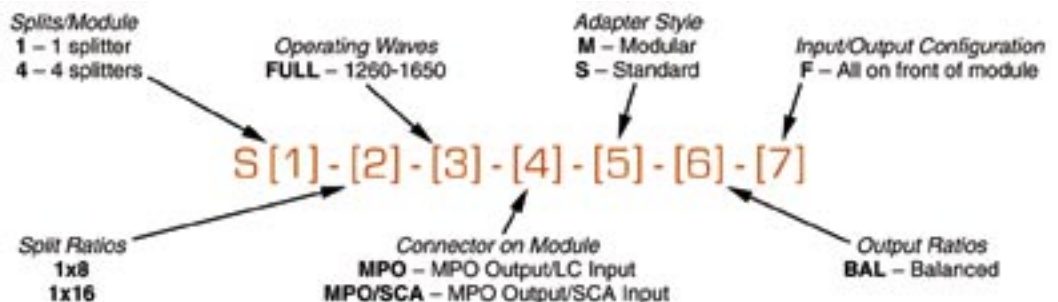 Splits/Module
1 – 1 splitter
4 – 4 splitters
Operating Waves
FULL – 1260-1650
Adapter Style
M – Modular
S – Standard
Input/Output Configuration
F – All on front of module
S [1] - [2] - [3] - [4] - [5] - [6] - [7]
Split Ratios
1x8
1x16
Connector on Module
MPO – MPO Output/LC Input
MPO/SCA – MPO Output/SCA Input
Output Ratios
BAL – Balanced